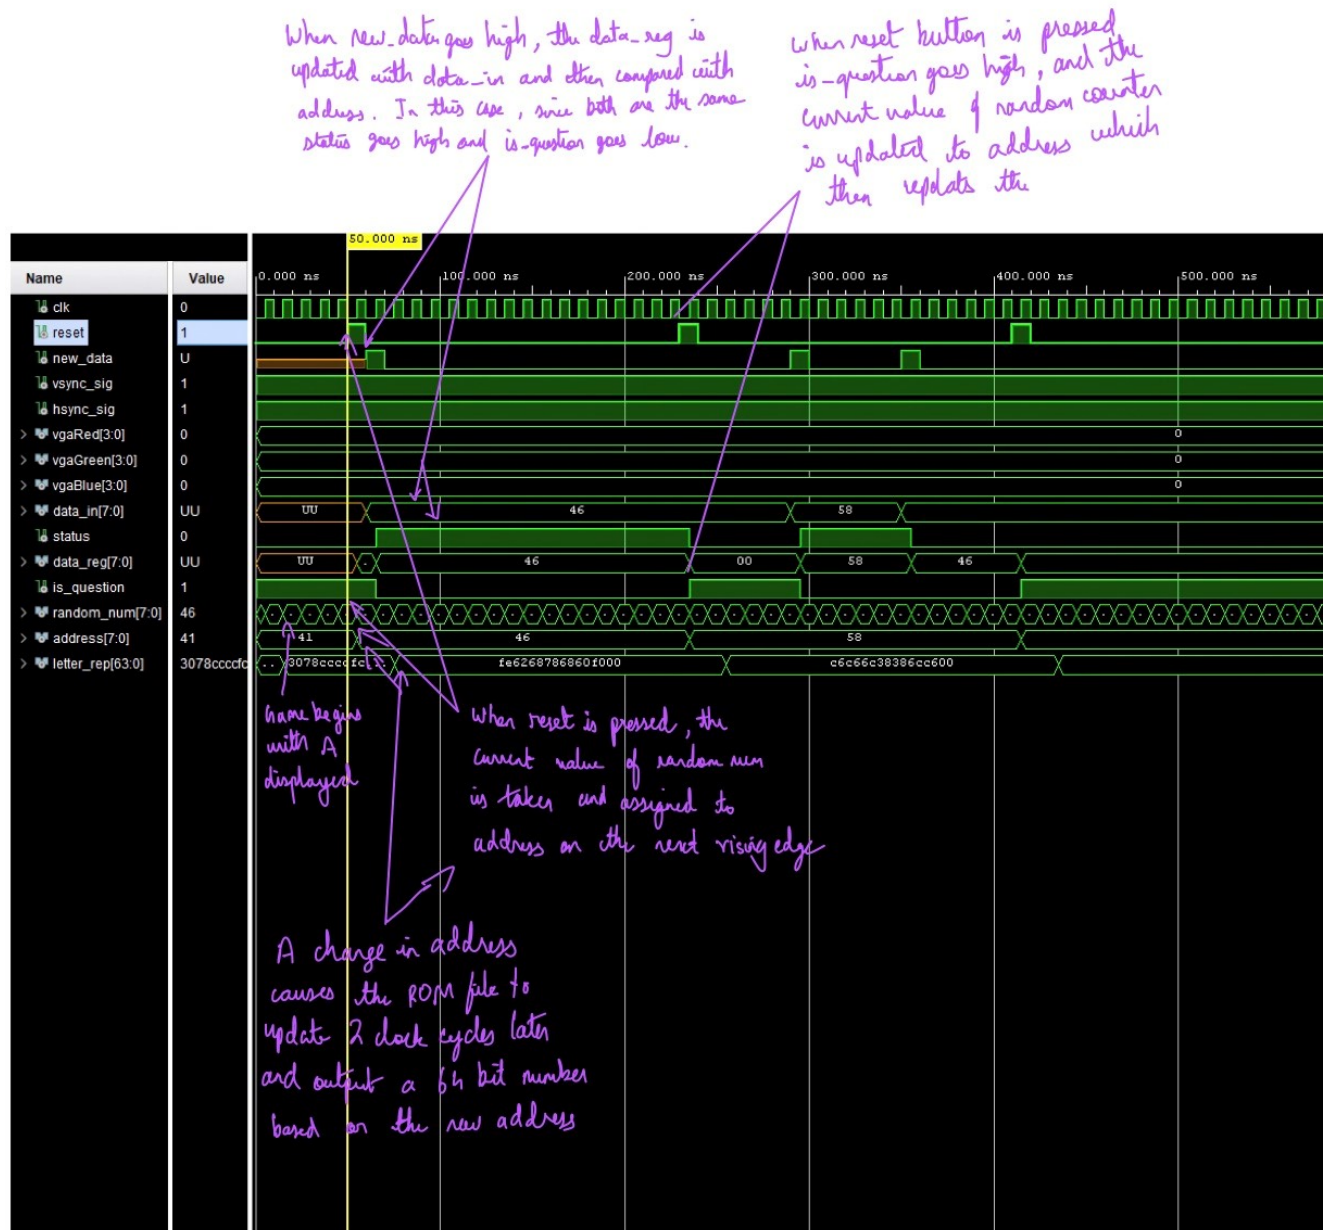 When new_data goes high, the data_reg is
updated with data_in and then compared with
address. In this case, since both are the same
status goes high and is-question goes low.
when reset button is pressed,
is-question goes high, and the
current value of random counter
is updated to address which
then updats the
50.000 ns
Name Value 0.000 ns 100.000 ns 200.000 ns 300.000 ns 400.000 ns 500.000 ns
clk 0
reset 1
new_data U
vsync_sig 1
hsync_sig 1
vgaRed[3:0] 0 0
vgaGreen[3:0] 0 0
vgaBlue[3:0] 0 0
data_in[7:0] UU UU 46 58
status 0
data_reg[7:0] UU UU . 46 00 58 46
is_question 1
random_num[7:0] 46
address[7:0] 41 41 46 58
letter_rep[63:0] 3078ccccfc .. 3078ccccfc... fe6268786860f000 c6c66c38386cc600
Game begins
with A
displayed
When reset is pressed, the
current value of random num
is taken and assigned to
address on the next rising edge
A change in address
causes the ROM file to
update 2 clock cycles later
and output a 64 bit number
based on the new address